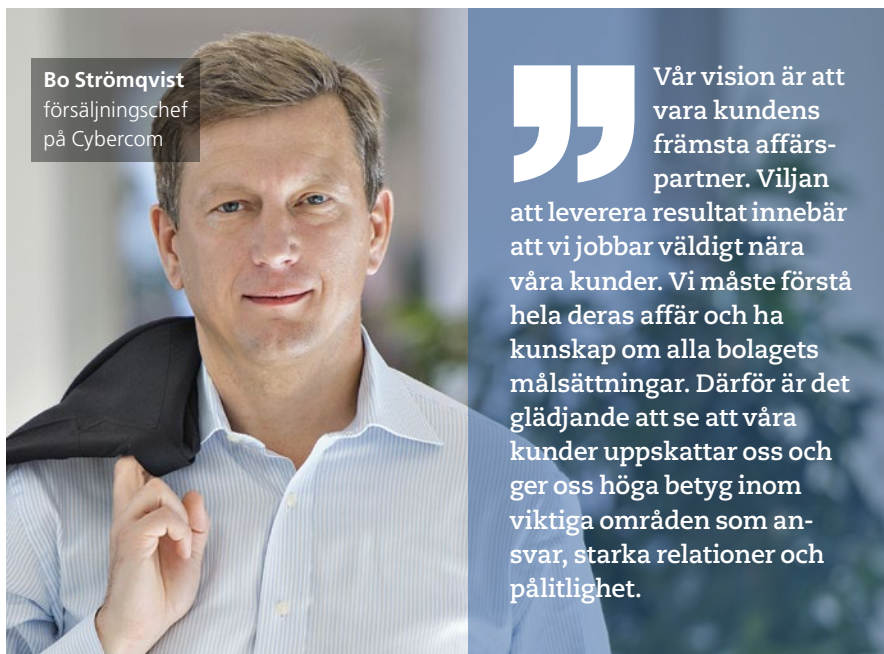 Bo Strömqvist
försäljningschef
på Cybercom
Vår vision är att
vara kundens
främsta affärs-
partner. Viljan
att leverera resultat innebär
att vi jobbar väldigt nära
våra kunder. Vi måste förstå
hela deras affär och ha
kunskap om alla bolagets
målsättningar. Därför är det
glädjande att se att våra
kunder uppskattar oss och
ger oss höga betyg inom
viktiga områden som an-
svar, starka relationer och
pålitlighet.